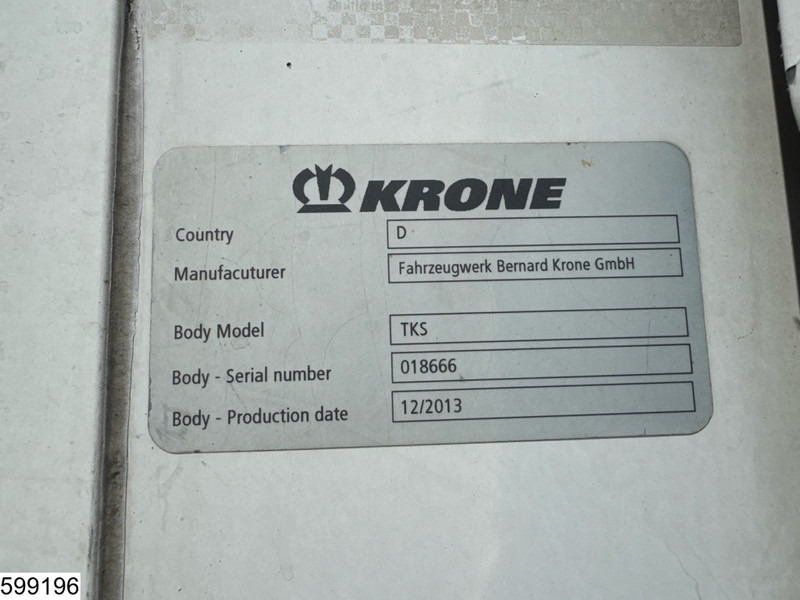 KRONE
Country D
Manufacuturer Fahrzeugwerk Bernard Krone GmbH
Body Model TKS
Body - Serial number 018666
Body - Production date 12/2013
599196